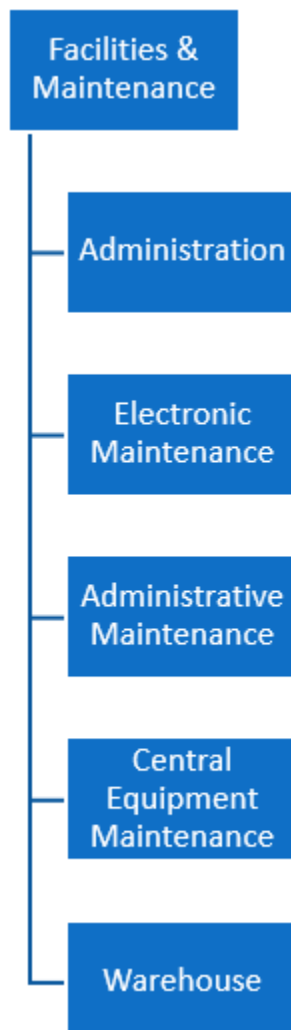 Facilities &
Maintenance
Administration
Electronic
Maintenance
Administrative
Maintenance
Central
Equipment
Maintenance
Warehouse